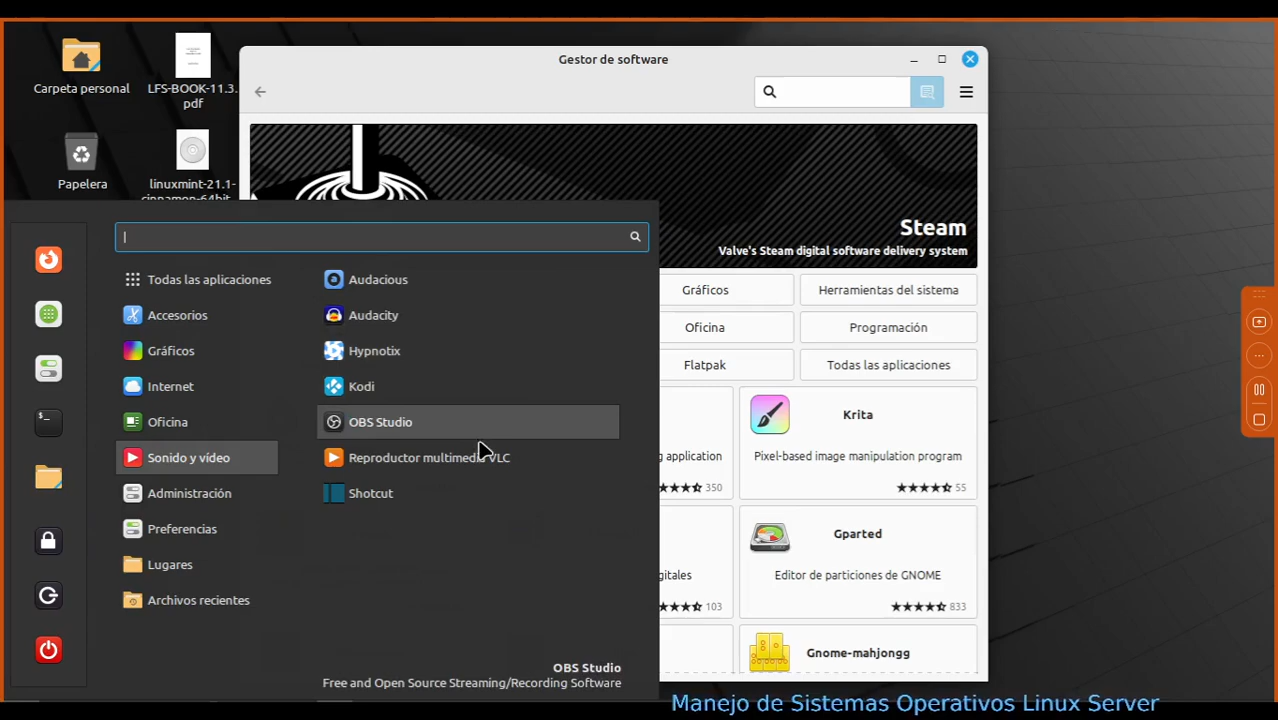 Carpeta personal
LFS-BOOK-11.3.
pdf
Papelera
linuxmint-21.1-
cinnamon-64bit
Gestor de software
Steam
Valve's Steam digital software delivery system
Todas las aplicaciones
Accesorios
Gráficos
Internet
Oficina
Sonido y vídeo
Administración
Preferencias
Lugares
Archivos recientes
Audacious
Audacity
Hypnotix
Kodi
OBS Studio
Reproductor multimedia VLC
Shotcut
OBS Studio
Free and Open Source Streaming/Recording Software
Gráficos
Herramientas del sistema
Oficina
Programación
Flatpak
Todas las aplicaciones
application
350
Krita
Pixel-based image manipulation program
55
103
Gparted
Editor de particiones de GNOME
833
Gnome-mahjongg
Manejo de Sistemas Operativos Linux Server